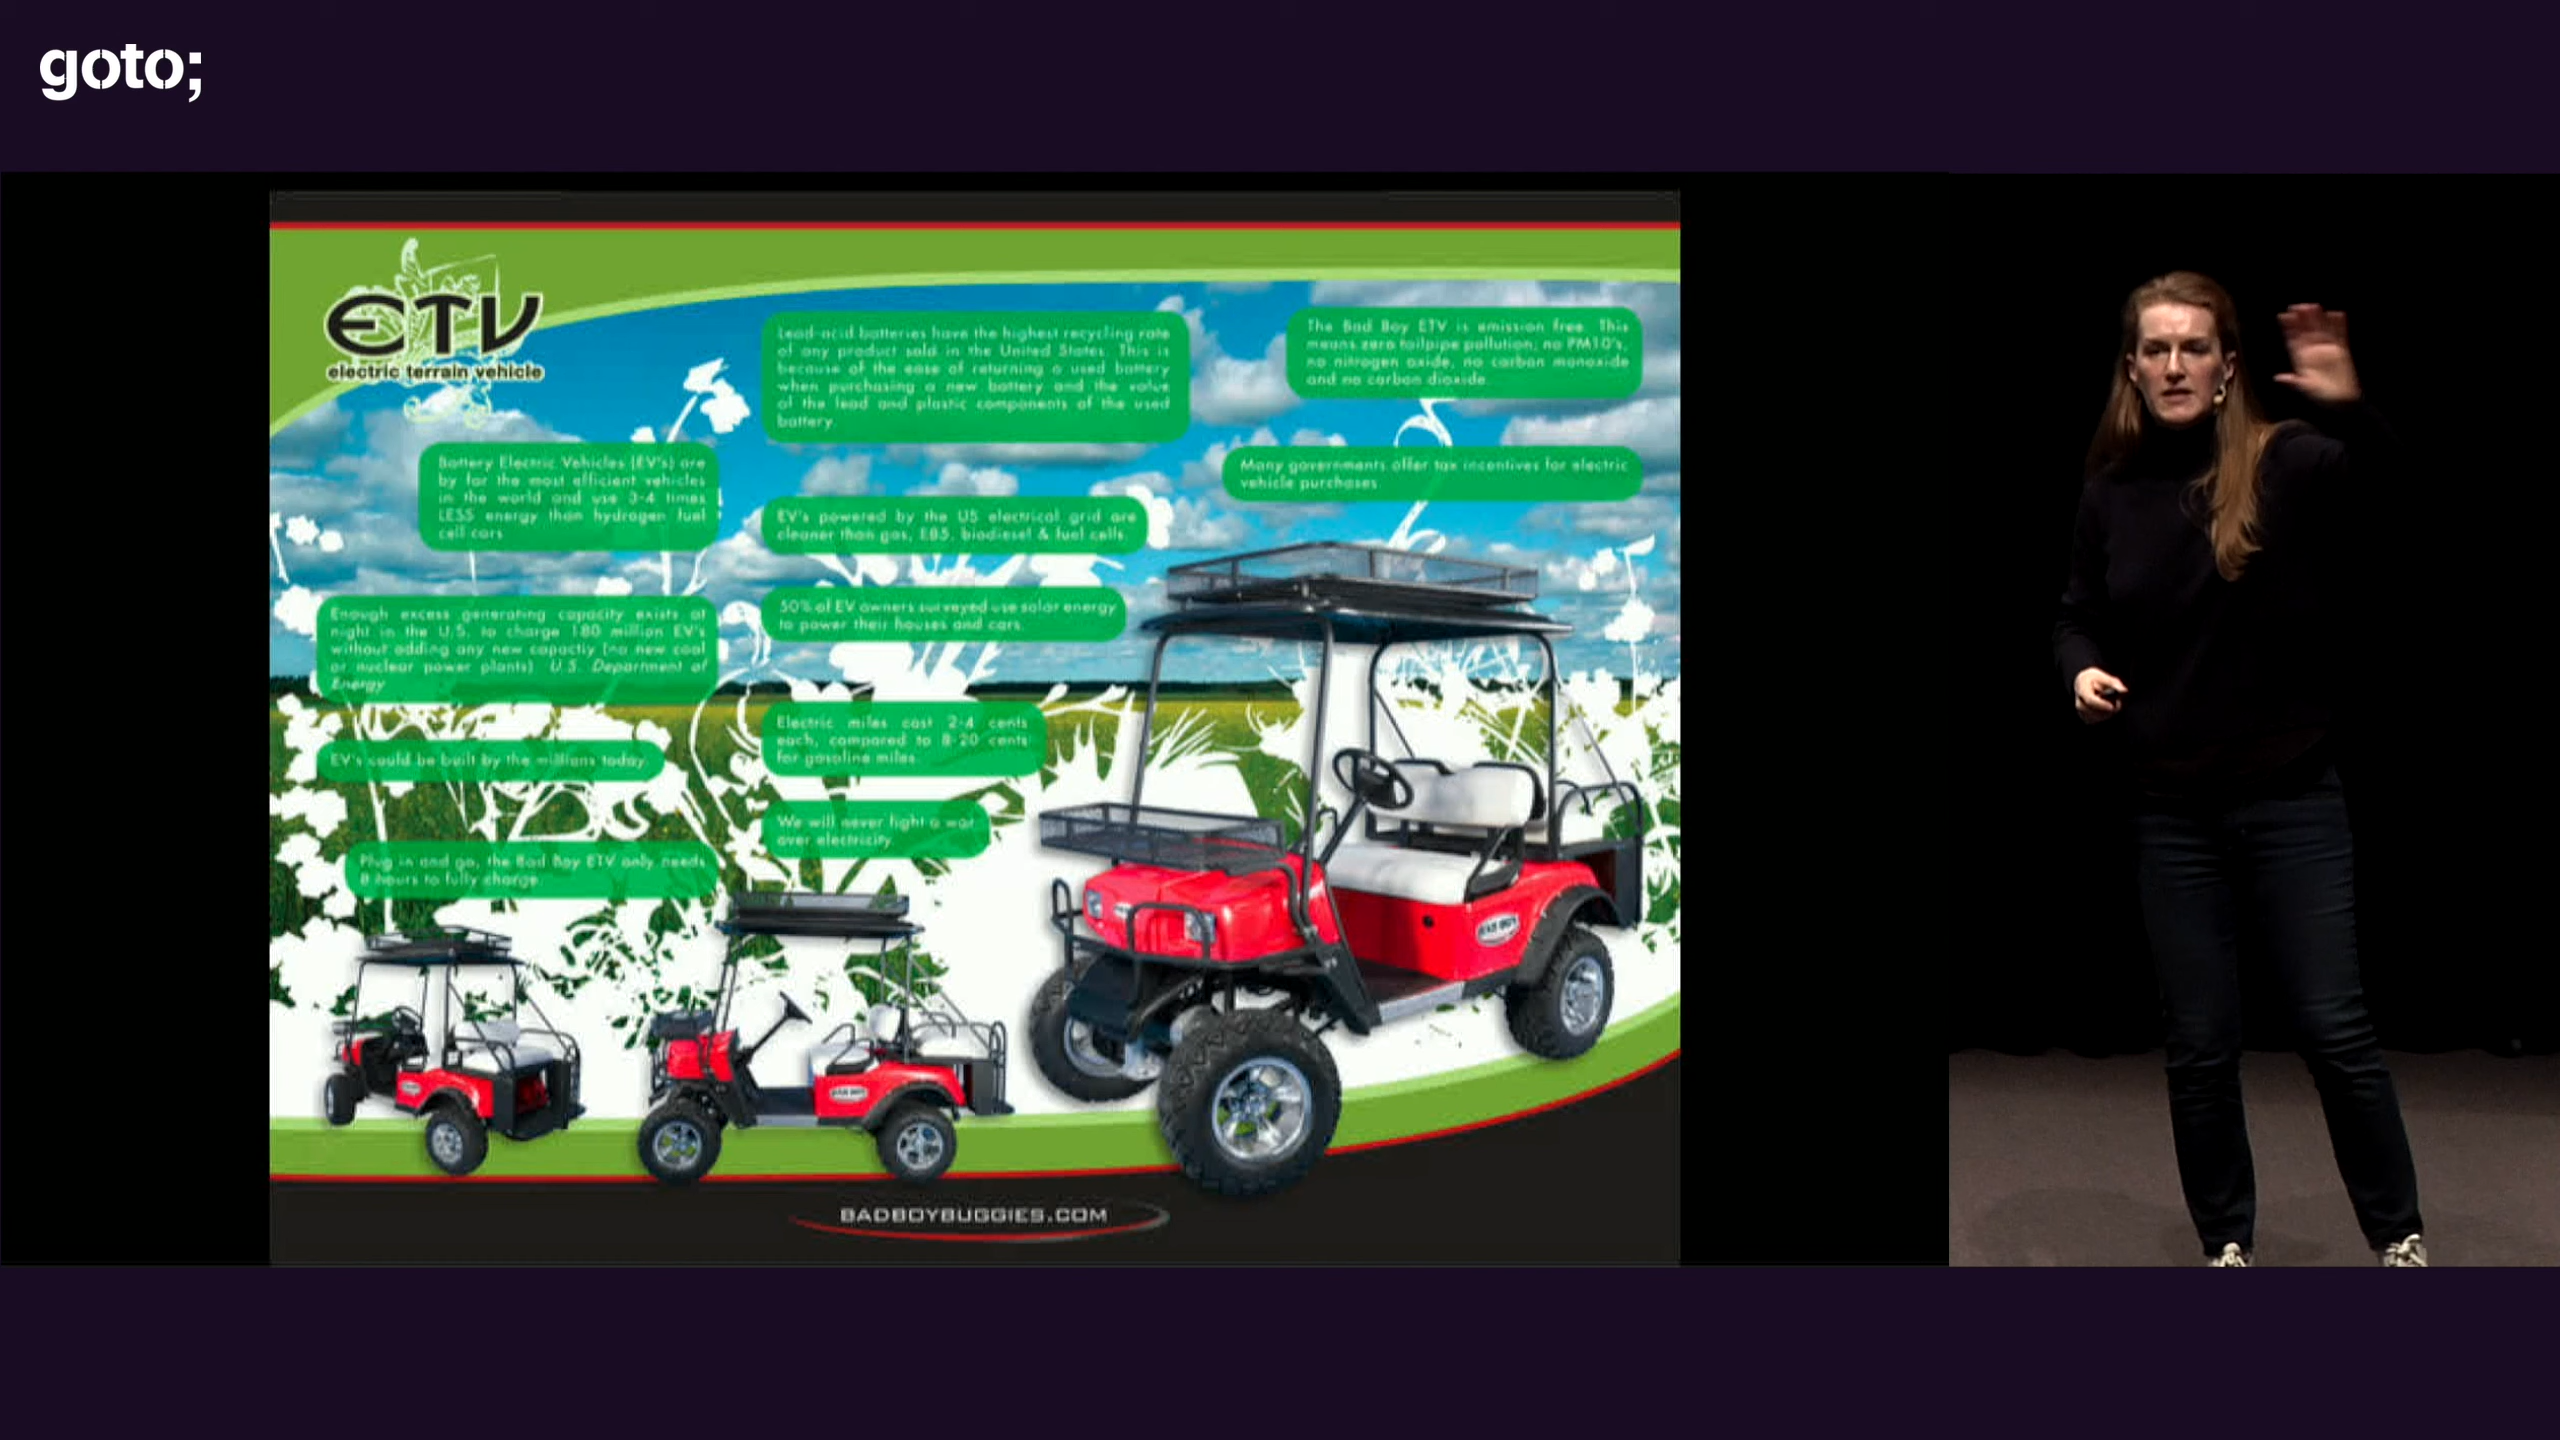 goto;
ETV
electric terrain vehicle
Lead-acid batteries have the highest recycling rate
of any product sold in the United States. This is
because of the ease of returning a used battery
when purchasing a new battery and the value
of the lead and plastic components of the used
battery.
The Bad Boy ETV is emission free. This
means zero tailpipe pollution; no PM10's,
no nitrogen oxide, no carbon monoxide
and no carbon dioxide.
Battery Electric Vehicles (EV's) are
by far the most efficient vehicles
in the world and use 3-4 times
LESS energy than hydrogen fuel
cell cars
Many governments offer tax incentives for electric
vehicle purchases
EV's powered by the US electrical grid are
cleaner than gas, E85, biodiesel & fuel cells.
50% of EV owners surveyed use solar energy
to power their houses and cars.
Enough excess generating capacity exists at
night in the U.S. to charge 180 million EV's
without adding any new capactiy (no new coal
or nuclear power plants) U.S. Department of
Energy
Electric miles cost 2-4 cents
each, compared to 8-20 cents
for gasoline miles.
EV's could be built by the millions today.
We will never fight a war
over electricity.
Plug in and go, the Bad Boy ETV only needs
8 hours to fully charge.
BAD BOY
BAD BOY
BADBOYBUGGIES.COM